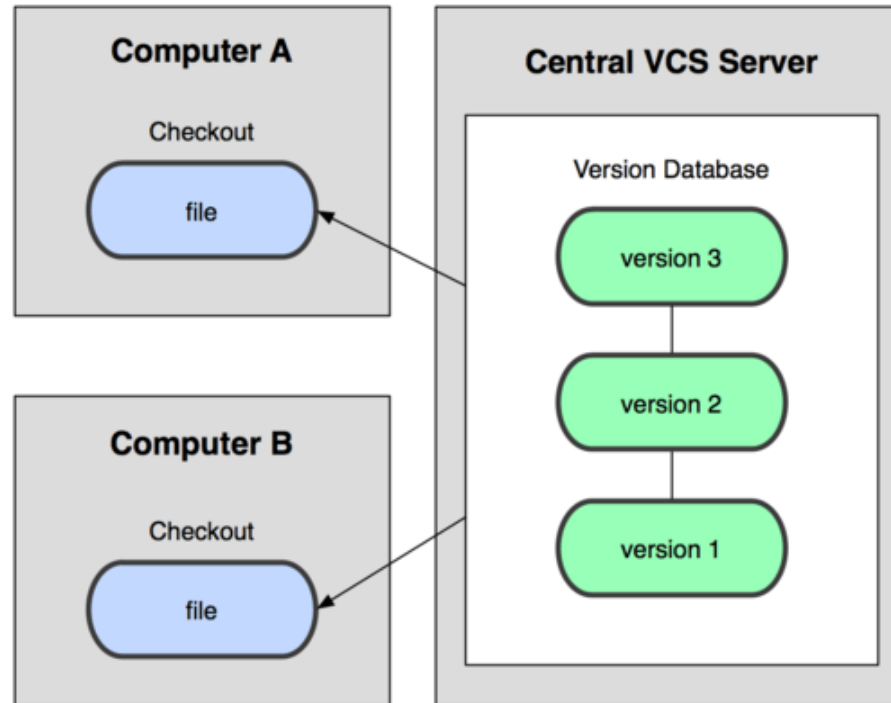 Computer A
Checkout
file
Computer B
Checkout
file
Central VCS Server
Version Database
version 3
version 2
version 1